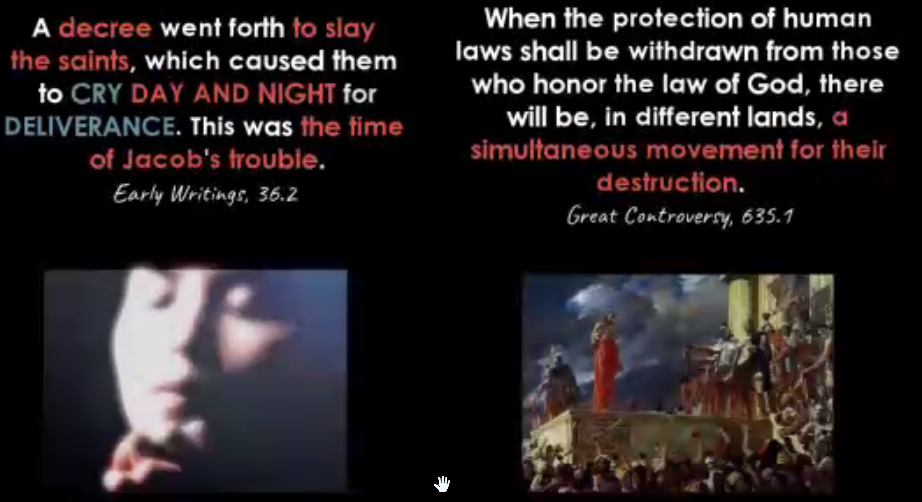 A decree went forth to slay
the saints, which caused them
to CRY DAY AND NIGHT for
DELIVERANCE. This was the time
of Jacob's trouble.
Early Writings, 36.2
When the protection of human
laws shall be withdrawn from those
who honor the law of God, there
will be, in different lands, a
simultaneous movement for their
destruction.
Great Controversy, 635.1